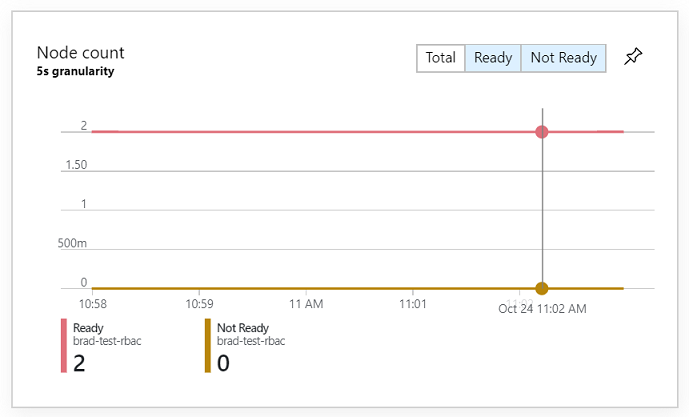 Node count
5s granularity
Total Ready Not Ready
2
1.50
1
500m
0
10:58 10:59 11 AM 11:01 11:02
Oct 24 11:02 AM
Ready Not Ready
brad-test-rbac brad-test-rbac
2 0